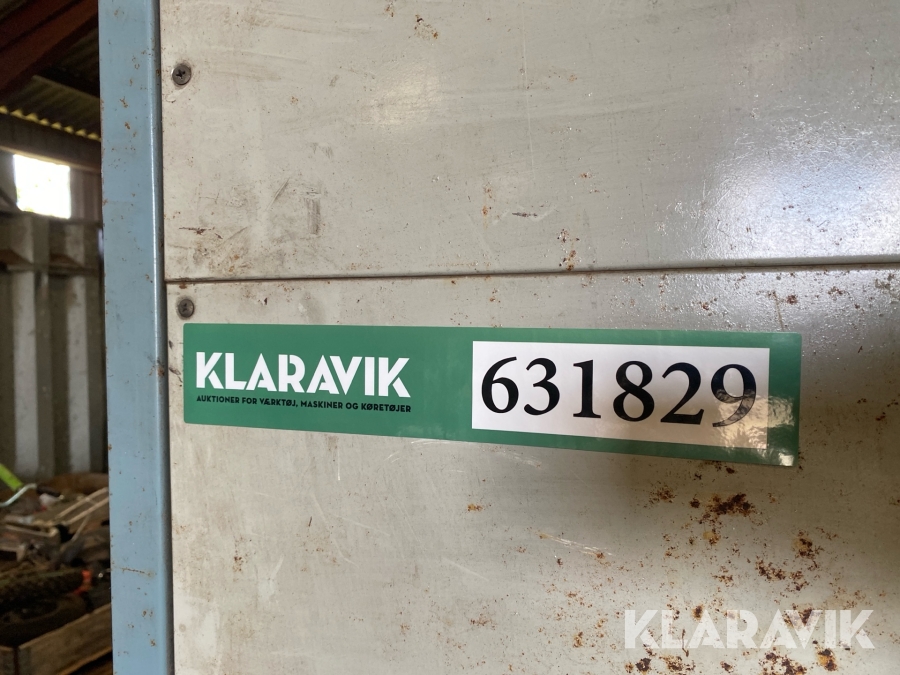 KLARAVIK
AUKTIONER FOR VÆRKTØJ, MASKINER OG KØRETØJER
631829
KLARAVIK